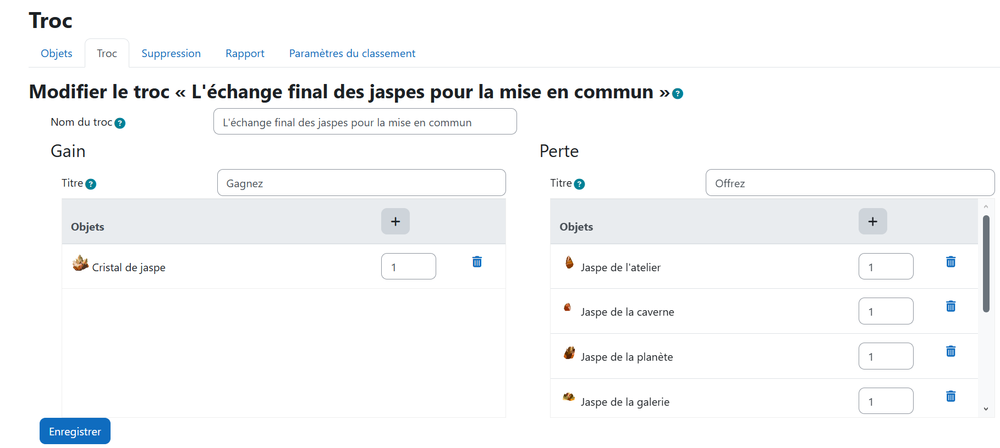 Troc
Objets Troc Suppression Rapport Paramètres du classement
Modifier le troc « L'échange final des jaspes pour la mise en commun » ?
Nom du troc ? L'échange final des jaspes pour la mise en commun
Gain
Titre ? Gagnez
Objets +
Cristal de jaspe 1
Perte
Titre ? Offrez
Objets +
Jaspe de l'atelier 1
Jaspe de la caverne 1
Jaspe de la planète 1
Jaspe de la galerie 1
Enregistrer